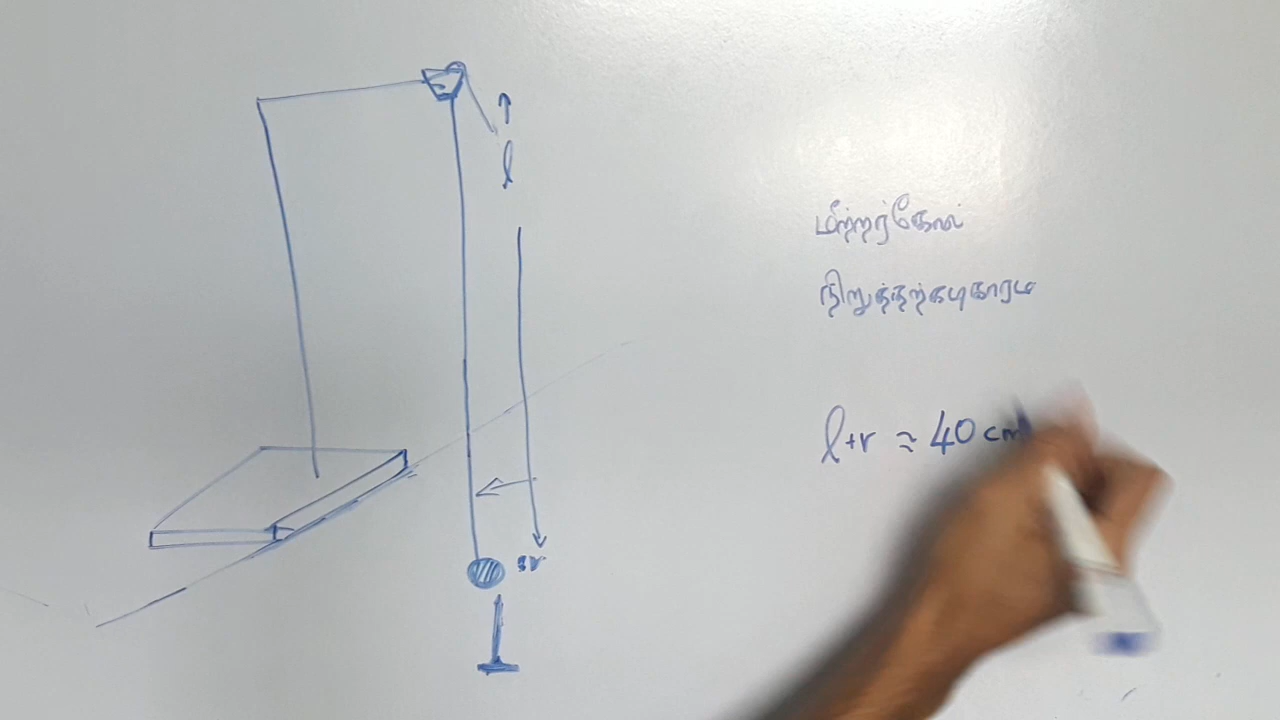 l
r
மீற்றர்கோல்
நிறுத்தற்கடிகாரம்
l+r ≈ 40 cm